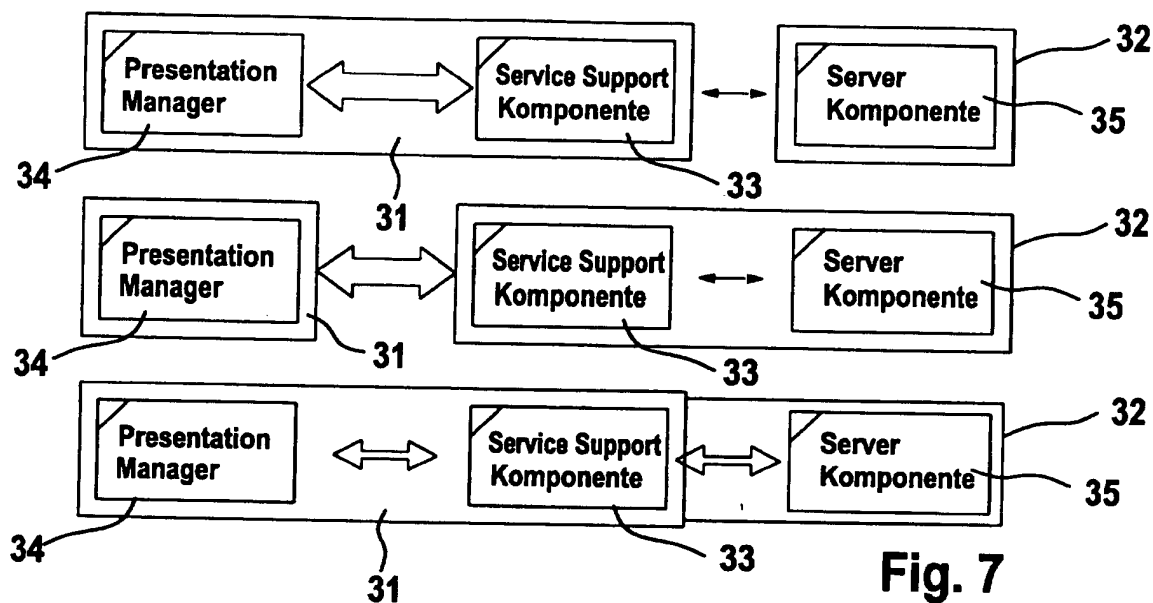 Presentation
Manager
Service Support
Komponente
Server
Komponente
32
35
34
31
33
Presentation
Manager
Service Support
Komponente
Server
Komponente
32
35
34
31
33
Presentation
Manager
Service Support
Komponente
Server
Komponente
32
35
34
31
33
Fig. 7